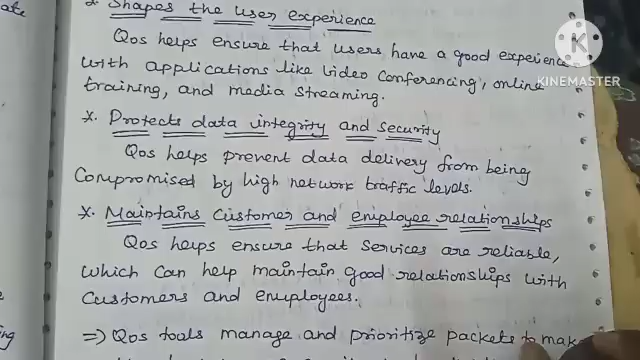 * Shapes the user experience
Qos helps ensure that users have a good experience
with applications like Video Conferencing, online
training, and media streaming.
*. Protects data integrity and security
Qos helps prevent data delivery from being
Compromised by high network traffic levels.
*. Maintains Customer and employee relationships
Qos helps ensure that Services are reliable,
which can help maintain good relationships with
Customers and employees.
⇒ Qos tools manage and prioritize packets to mak
K
KINEMASTER
ate